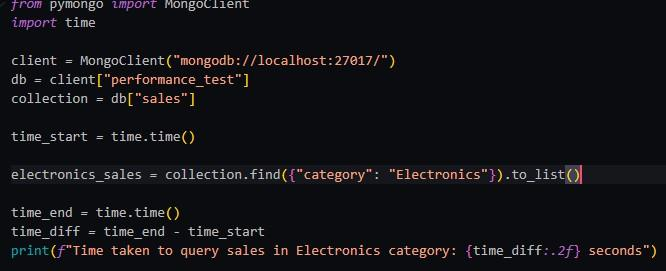 from pymongo import MongoClient
import time
client = MongoClient("mongodb://localhost:27017/")
db = client["performance_test"]
collection = db["sales"]
time_start = time.time()
electronics_sales = collection.find({"category": "Electronics"}).to_list()
time_end = time.time()
time_diff = time_end - time_start
print(f"Time taken to query sales in Electronics category: {time_diff:.2f} seconds")